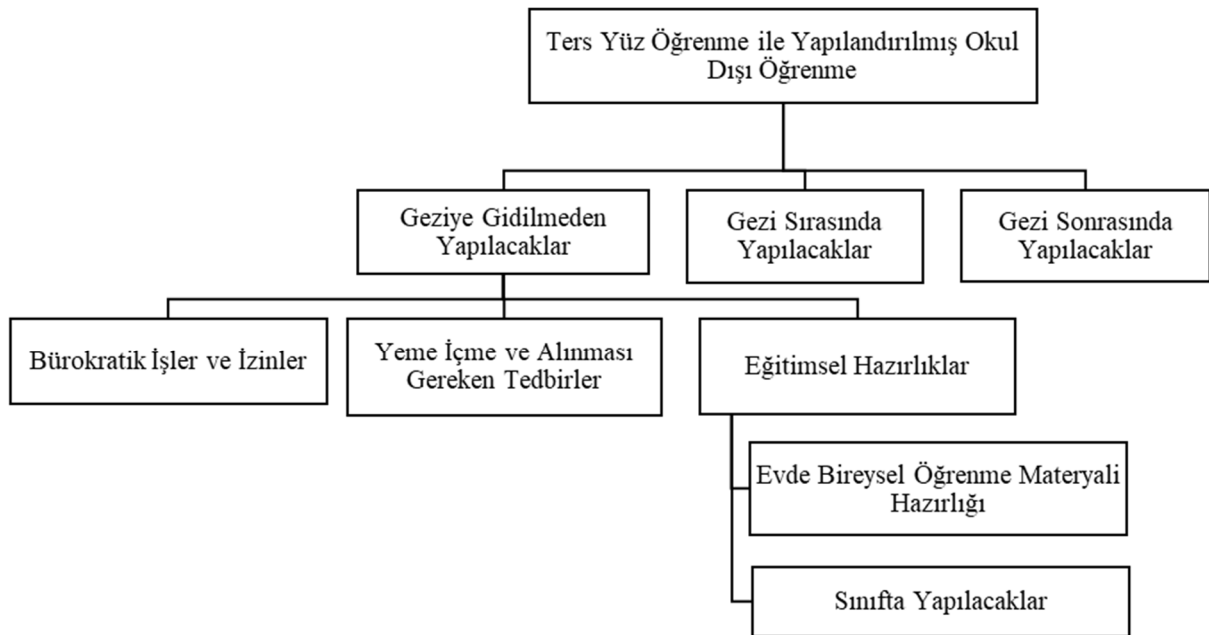 Ters Yüz Öğrenme ile Yapılandırılmış Okul
Dışı Öğrenme
Geziye Gidilmeden
Yapılacaklar
Gezi Sırasında
Yapılacaklar
Gezi Sonrasında
Yapılacaklar
Bürokratik İşler ve İzinler
Yeme İçme ve Alınması
Gereken Tedbirler
Eğitimsel Hazırlıklar
Evde Bireysel Öğrenme Materyali
Hazırlığı
Sınıfta Yapılacaklar